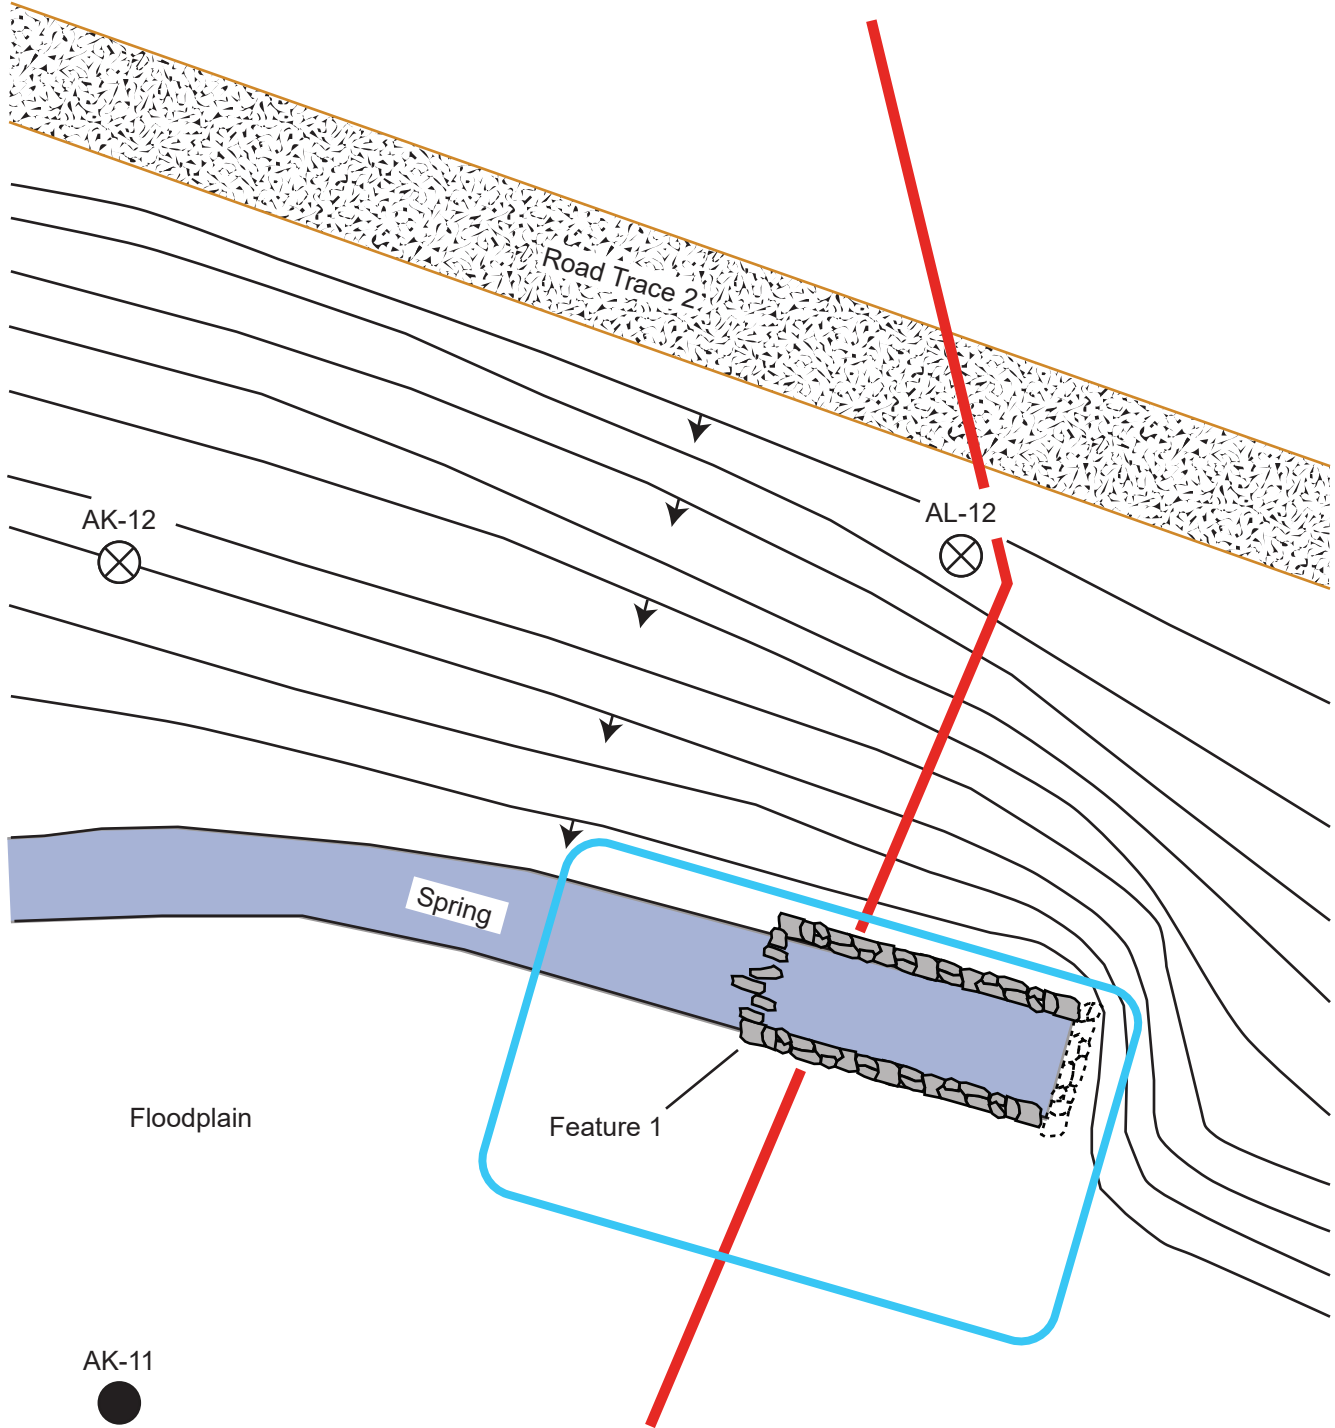 Road Trace 2
AK-12
AL-12
Spring
Floodplain
Feature 1
AK-11